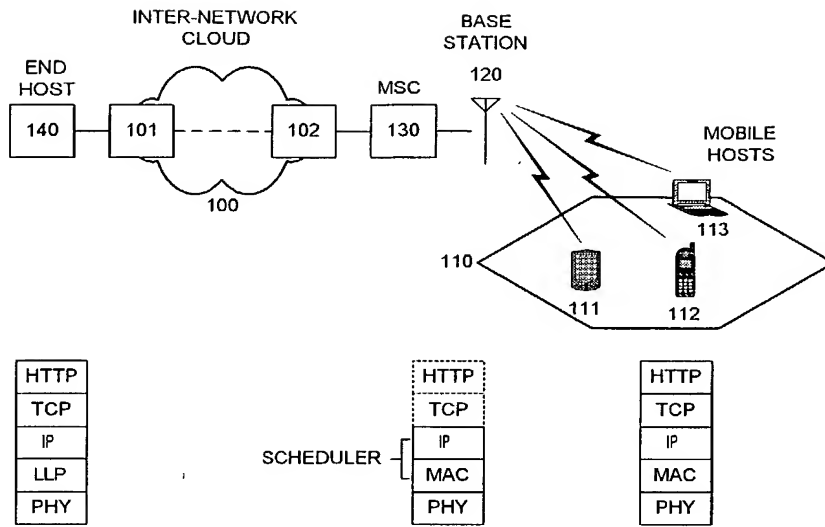 INTER-NETWORK
CLOUD
BASE
STATION
END
HOST
MSC
120
140
101
102
130
MOBILE
HOSTS
100
113
110
111
112
HTTP
TCP
IP
LLP
PHY
SCHEDULER
HTTP
TCP
IP
MAC
PHY
HTTP
TCP
IP
MAC
PHY